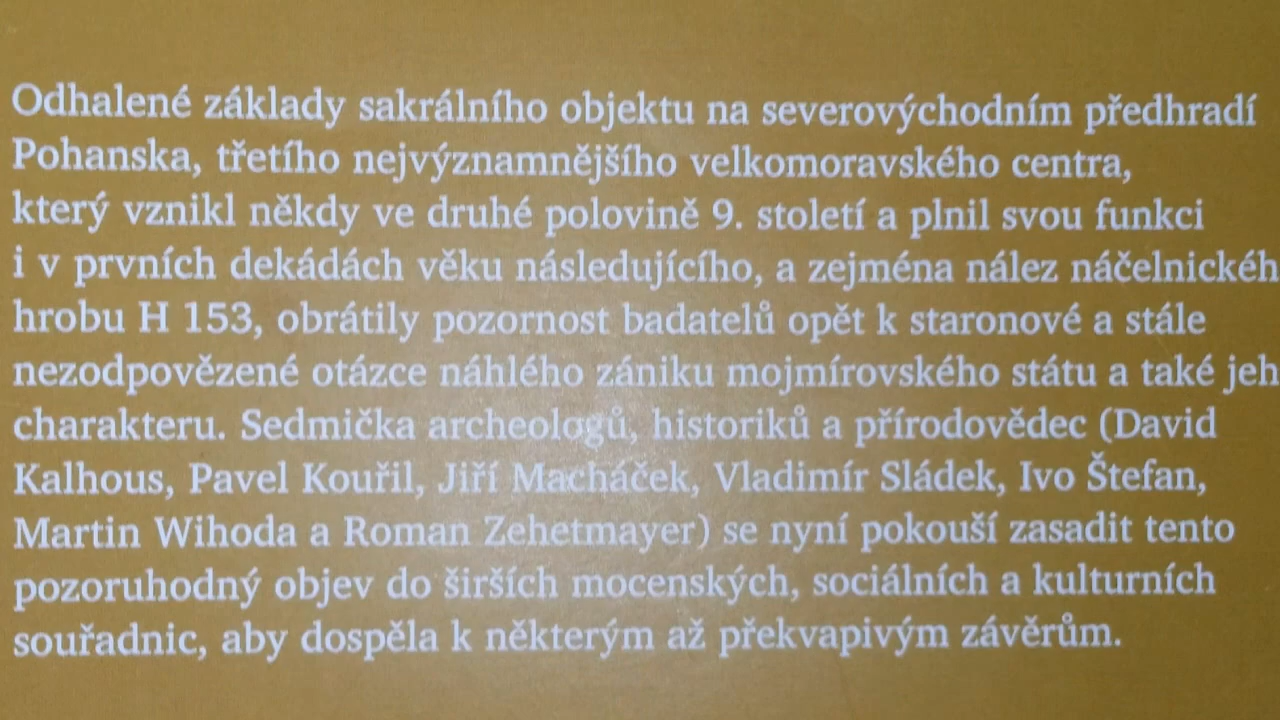 Odhalené základy sakrálního objektu na severovýchodním předhradí
Pohanska, třetího nejvýznamnějšího velkomoravského centra,
který vznikl někdy ve druhé polovině 9. století a plnil svou funkci
i v prvních dekádách věku následujícího, a zejména nález náčelnickéh
hrobu H 153, obrátily pozornost badatelů opět k staronové a stále
nezodpovězené otázce náhlého zániku mojmírovského státu a také jeh
charakteru. Sedmička archeologů, historiků a přírodovědec (David
Kalhous, Pavel Kouřil, Jiří Macháček, Vladimír Sládek, Ivo Štefan,
Martin Wihoda a Roman Zehetmayer) se nyní pokouší zasadit tento
pozoruhodný objev do širších mocenských, sociálních a kulturních
souřadnic, aby dospěla k některým až překvapivým závěrům.